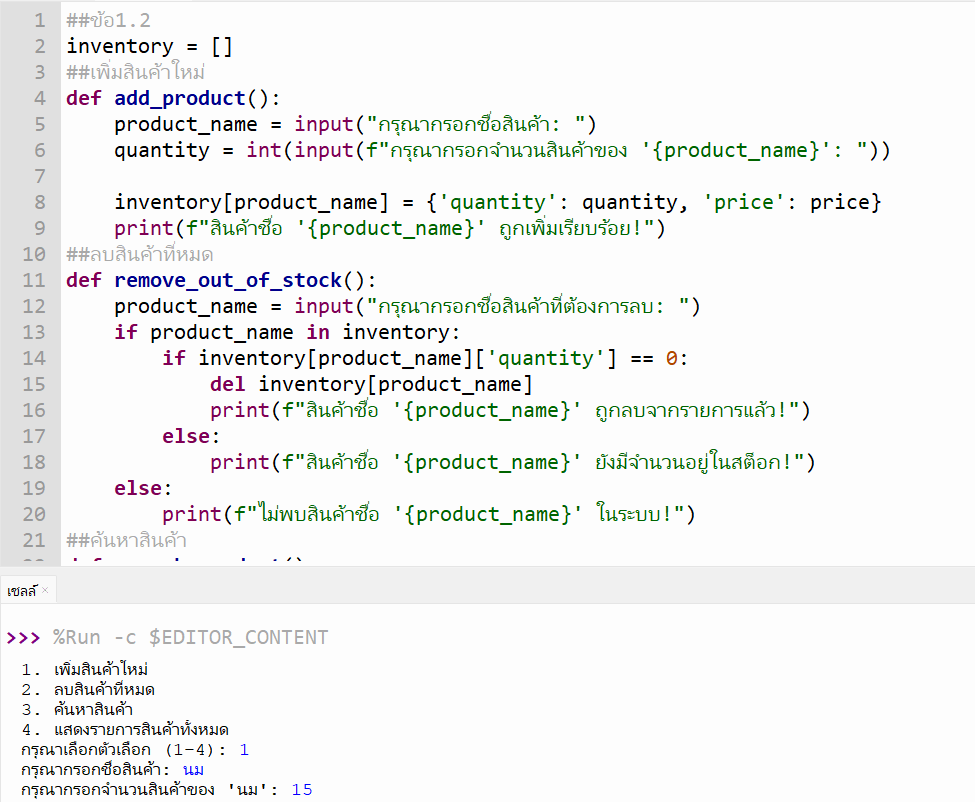 1 ##ข้อ1.2
2 inventory = []
3 ##เพิ่มสินค้าใหม่
4 def add_product():
5     product_name = input("กรุณากรอกชื่อสินค้า: ")
6     quantity = int(input(f"กรุณากรอกจำนวนสินค้าของ '{product_name}': "))
7
8     inventory[product_name] = {'quantity': quantity, 'price': price}
9     print(f"สินค้าชื่อ '{product_name}' ถูกเพิ่มเรียบร้อย!")
10 ##ลบสินค้าที่หมด
11 def remove_out_of_stock():
12     product_name = input("กรุณากรอกชื่อสินค้าที่ต้องการลบ: ")
13     if product_name in inventory:
14         if inventory[product_name]['quantity'] == 0:
15             del inventory[product_name]
16             print(f"สินค้าชื่อ '{product_name}' ถูกลบจากรายการแล้ว!")
17         else:
18             print(f"สินค้าชื่อ '{product_name}' ยังมีจำนวนอยู่ในสต็อก!")
19     else:
20         print(f"ไม่พบสินค้าชื่อ '{product_name}' ในระบบ!")
21 ##ค้นหาสินค้า
เชลล์ ×
>>> %Run -c $EDITOR_CONTENT
1. เพิ่มสินค้าใหม่
2. ลบสินค้าที่หมด
3. ค้นหาสินค้า
4. แสดงรายการสินค้าทั้งหมด
กรุณาเลือกตัวเลือก (1-4): 1
กรุณากรอกชื่อสินค้า: นม
กรุณากรอกจำนวนสินค้าของ 'นม': 15